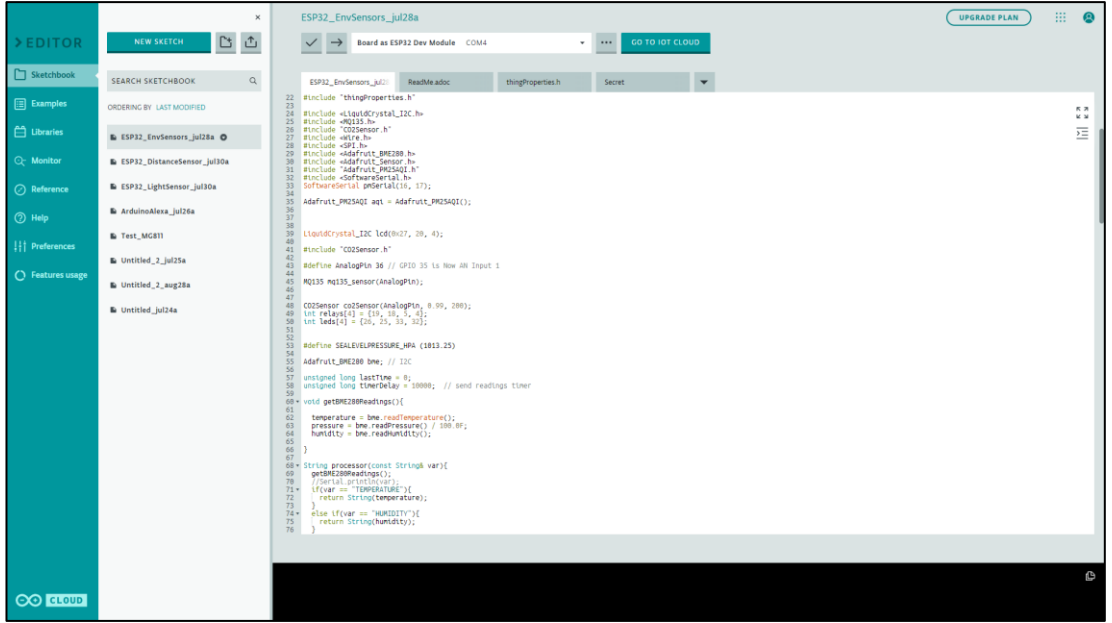 ×
ESP32_EnvSensors_jul28a
UPGRADE PLAN
EDITOR
NEW SKETCH
Board as ESP32 Dev Module COM4
GO TO IOT CLOUD
Sketchbook
SEARCH SKETCHBOOK
Examples
ORDERING BY LAST MODIFIED
Libraries
ESP32_EnvSensors_jul28a
Monitor
ESP32_DistanceSensor_jul30a
Reference
ESP32_LightSensor_jul30a
Help
ArduinoAlexa_jul26a
Preferences
Test_MG811
Features usage
Untitled_2_jul25a
Untitled_2_aug28a
Untitled_jul24a
ESP32_EnvSensors_jul2 ReadMe.adoc thingProperties.h Secret
22 #include "thingProperties.h"
23
24 #include <LiquidCrystal_I2C.h>
25 #include <MQ135.h>
26 #include "CO2Sensor.h"
27 #include <Wire.h>
28 #include <SPI.h>
29 #include <Adafruit_BME280.h>
30 #include <Adafruit_Sensor.h>
31 #include "Adafruit_PM25AQI.h"
32 #include <SoftwareSerial.h>
33 SoftwareSerial pmSerial(16, 17);
34
35 Adafruit_PM25AQI aqi = Adafruit_PM25AQI();
36
37
38
39 LiquidCrystal_I2C lcd(0x27, 20, 4);
40
41 #include "CO2Sensor.h"
42
43 #define AnalogPin 36 // GPIO 35 is Now AN Input 1
44
45 MQ135 mq135_sensor(AnalogPin);
46
47
48 CO2Sensor co2Sensor(AnalogPin, 0.99, 200);
49 int relays[4] = {19, 18, 5, 4};
50 int leds[4] = {26, 25, 33, 32};
51
52
53 #define SEALEVELPRESSURE_HPA (1013.25)
54
55 Adafruit_BME280 bme; // I2C
56
57 unsigned long lastTime = 0;
58 unsigned long timerDelay = 10000; // send readings timer
59
60 void getBME280Readings(){
61
62 temperature = bme.readTemperature();
63 pressure = bme.readPressure() / 100.0F;
64 humidity = bme.readHumidity();
65
66 }
67
68 String processor(const String& var){
69 getBME280Readings();
70 //Serial.println(var);
71 if(var == "TEMPERATURE"){
72 return String(temperature);
73 }
74 else if(var == "HUMIDITY"){
75 return String(humidity);
76 }
CLOUD